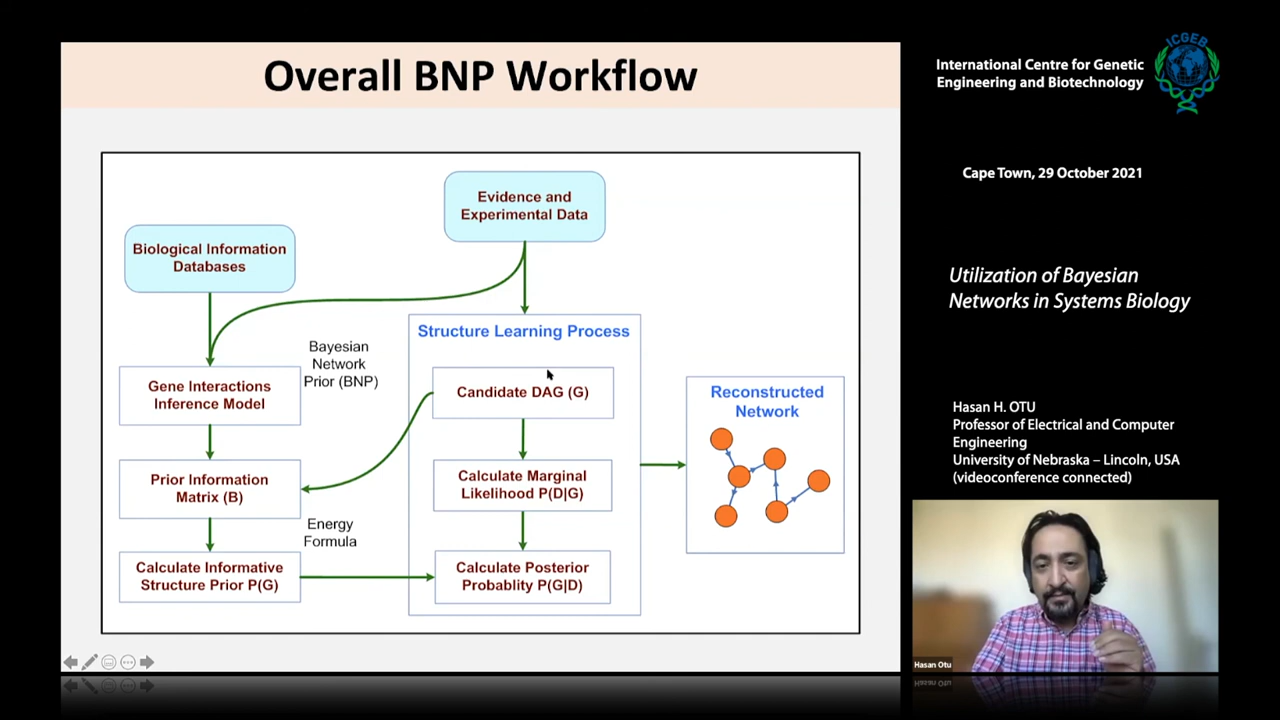 Overall BNP Workflow
Evidence and
Experimental Data
Biological Information
Databases
Structure Learning Process
Bayesian
Network
Prior (BNP)
Gene Interactions
Inference Model
Candidate DAG (G)
Reconstructed
Network
Prior Information
Matrix (B)
Calculate Marginal
Likelihood P(D|G)
Energy
Formula
Calculate Informative
Structure Prior P(G)
Calculate Posterior
Probablity P(G|D)
International Centre for Genetic
Engineering and Biotechnology
ICGEB
Cape Town, 29 October 2021
Utilization of Bayesian
Networks in Systems Biology
Hasan H. OTU
Professor of Electrical and Computer
Engineering
University of Nebraska – Lincoln, USA
(videoconference connected)
Hasan Otu